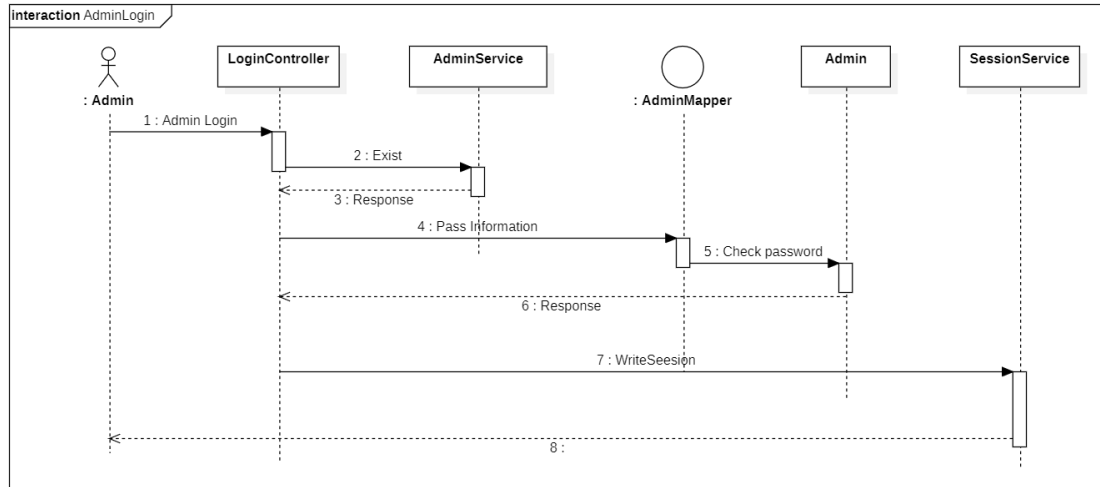 interaction AdminLogin
LoginController
AdminService
Admin
SessionService
: Admin
: AdminMapper
1 : Admin Login
2 : Exist
3 : Response
4 : Pass Information
5 : Check password
6 : Response
7 : WriteSeesion
8 :